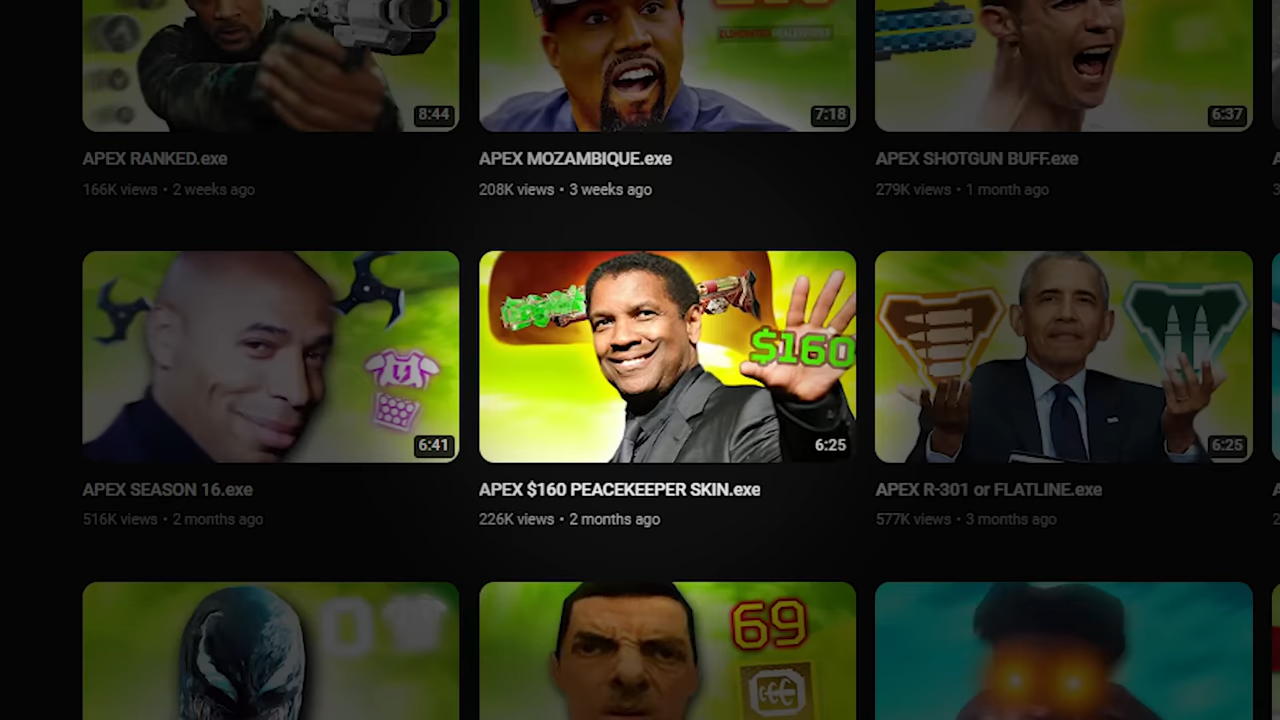 8:44
7:18
6:37
APEX RANKED.exe
APEX MOZAMBIQUE.exe
APEX SHOTGUN BUFF.exe
166K views • 2 weeks ago
208K views • 3 weeks ago
279K views • 1 month ago
$160
6:41
6:25
6:25
APEX SEASON 16.exe
APEX $160 PEACEKEEPER SKIN.exe
APEX R-301 or FLATLINE.exe
516K views • 2 months ago
226K views • 2 months ago
577K views • 3 months ago
69